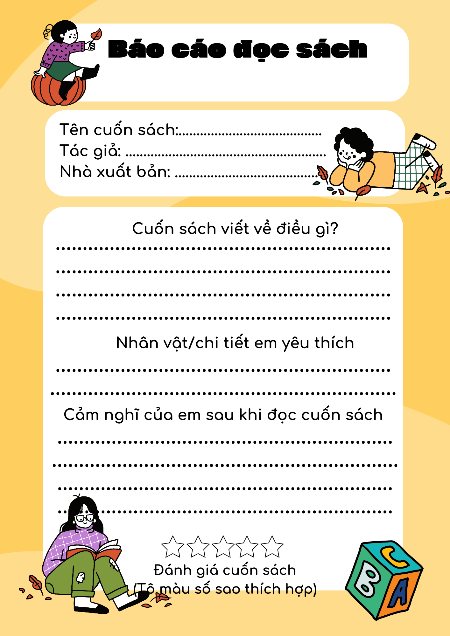 Báo cáo đọc sách
Tên cuốn sách:..........................................
Tác giả: ..........................................................
Nhà xuất bản: ............................................
Cuốn sách viết về điều gì?
..............................................................
..............................................................
..............................................................
..............................................................
Nhân vật/chi tiết em yêu thích
..............................................................
................................................................
Cảm nghĩ của em sau khi đọc cuốn sách
..............................................................
................................................................
..............................................................
..............................................................
Đánh giá cuốn sách
(Tô màu số sao thích hợp)
C
B A